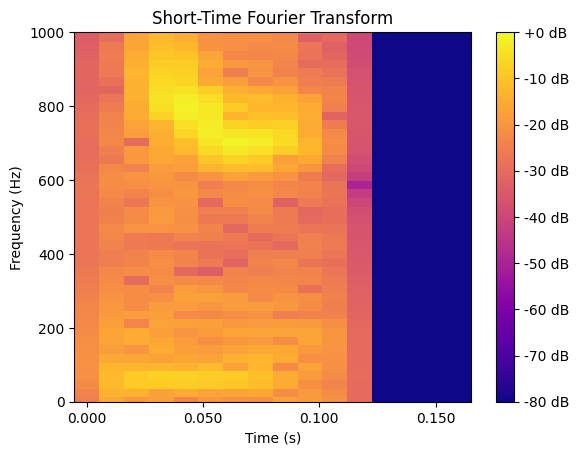 Short-Time Fourier Transform
1000
800
600
400
200
0
Frequency (Hz)
0.000
0.050
0.100
0.150
Time (s)
+0 dB
-10 dB
-20 dB
-30 dB
-40 dB
-50 dB
-60 dB
-70 dB
-80 dB